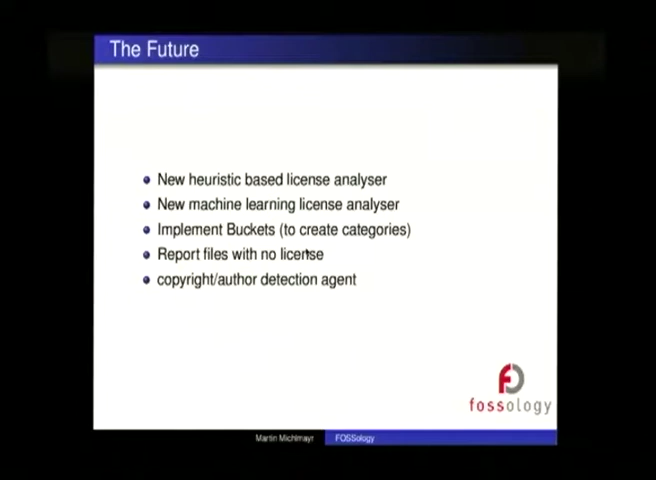 The Future
New heuristic based license analyser
New machine learning license analyser
Implement Buckets (to create categories)
Report files with no license
copyright/author detection agent
fossology
Martin Michlmayr
FOSSology